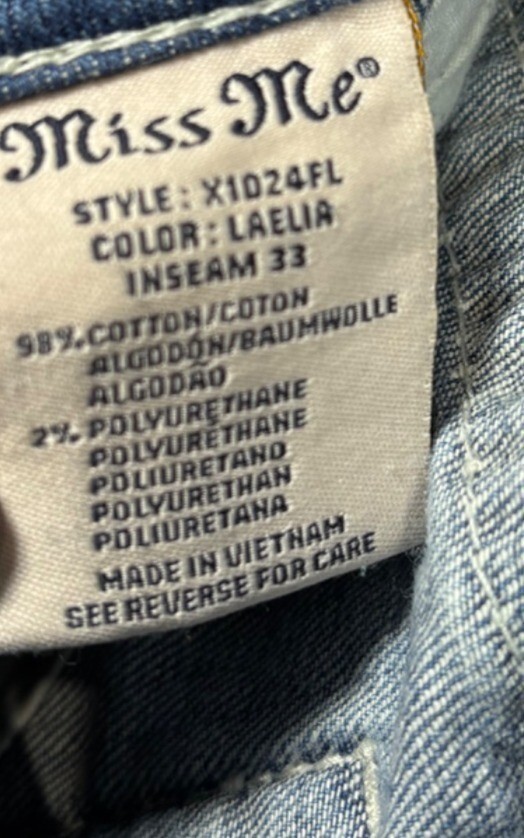 Miss Me®
STYLE: X1024FL
COLOR: LAELIA
INSEAM 33
98% COTTON/COTON
ALGODÓN/BAUMWOLLE
ALGODÃO
2% POLYURETHANE
POLYURÉTHANE
POLIURETANO
POLYURETHAN
POLIURETANA
MADE IN VIETNAM
SEE REVERSE FOR CARE